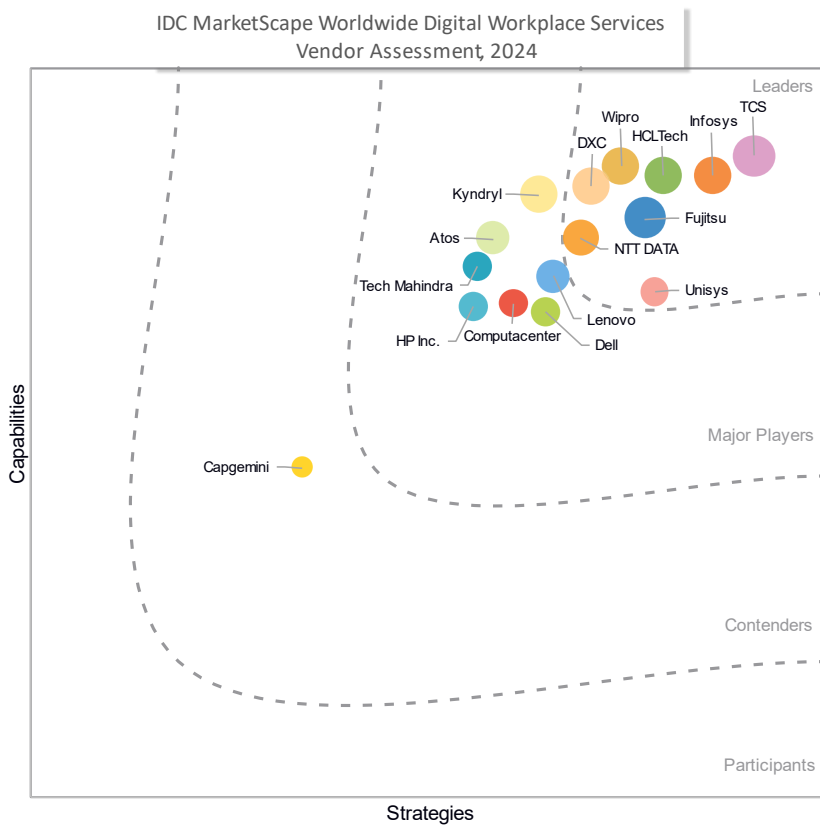 IDC MarketScape Worldwide Digital Workplace Services
Vendor Assessment, 2024
Leaders
TCS
Infosys
Wipro
HCLTech
DXC
Kyndryl
Fujitsu
Atos
NTT DATA
Tech Mahindra
Unisys
Lenovo
HP Inc.
Computacenter
Dell
Major Players
Capabilities
Capgemini
Contenders
Participants
Strategies